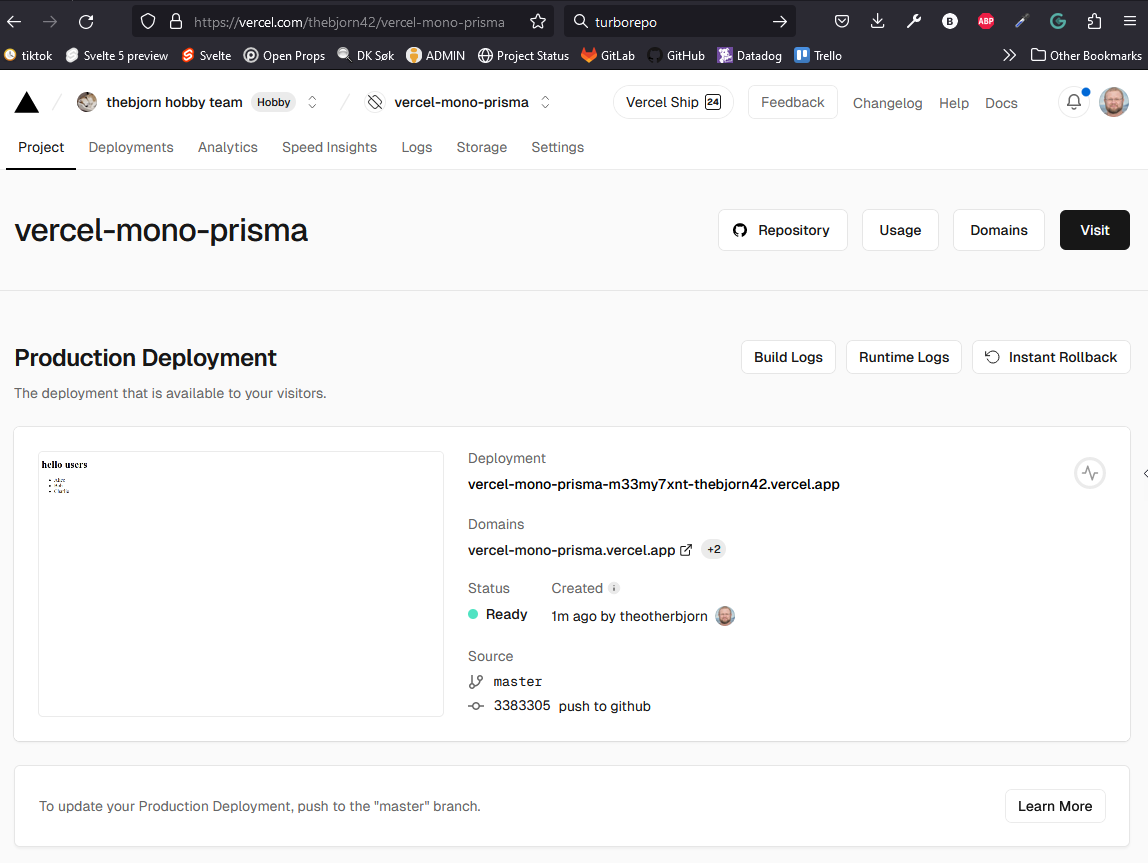 https://vercel.com/thebjorn42/vercel-mono-prisma turborepo B ABP
tiktok Svelte 5 preview Svelte Open Props DK Søk ADMIN Project Status GitLab GitHub Datadog Trello Other Bookmarks
thebjorn hobby team Hobby vercel-mono-prisma Vercel Ship 24 Feedback Changelog Help Docs
Project Deployments Analytics Speed Insights Logs Storage Settings
vercel-mono-prisma Repository Usage Domains Visit
Production Deployment Build Logs Runtime Logs Instant Rollback
The deployment that is available to your visitors.
hello users
Alice
Bob
Charlie
Deployment
vercel-mono-prisma-m33my7xnt-thebjorn42.vercel.app
Domains
vercel-mono-prisma.vercel.app +2
Status Created
Ready 1m ago by theotherbjorn
Source
master
3383305 push to github
To update your Production Deployment, push to the "master" branch. Learn More